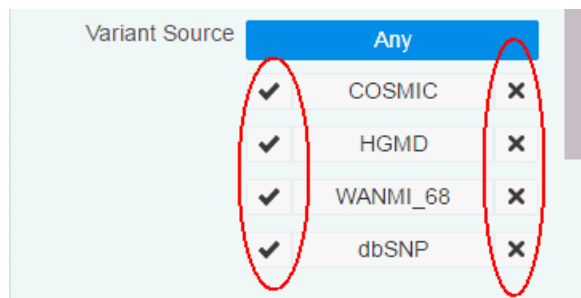 Variant Source Any
COSMIC
HGMD
WANMI_68
dbSNP